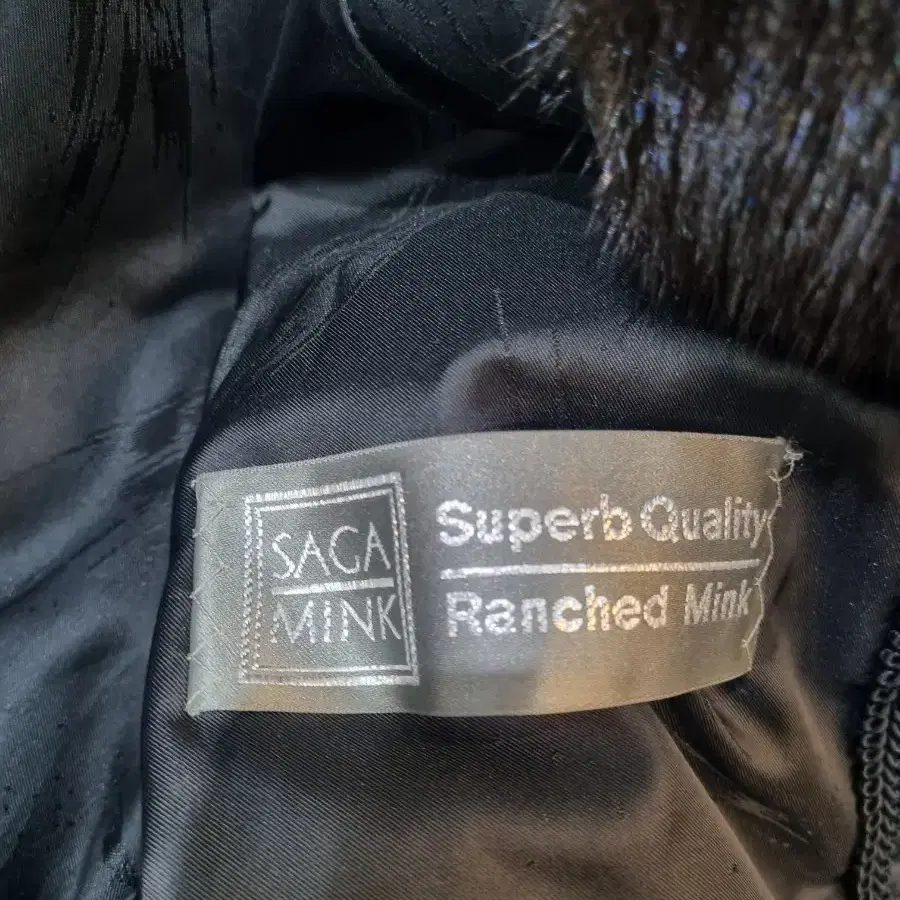 SAGA
MINK
Superb Quality
Ranched Mink